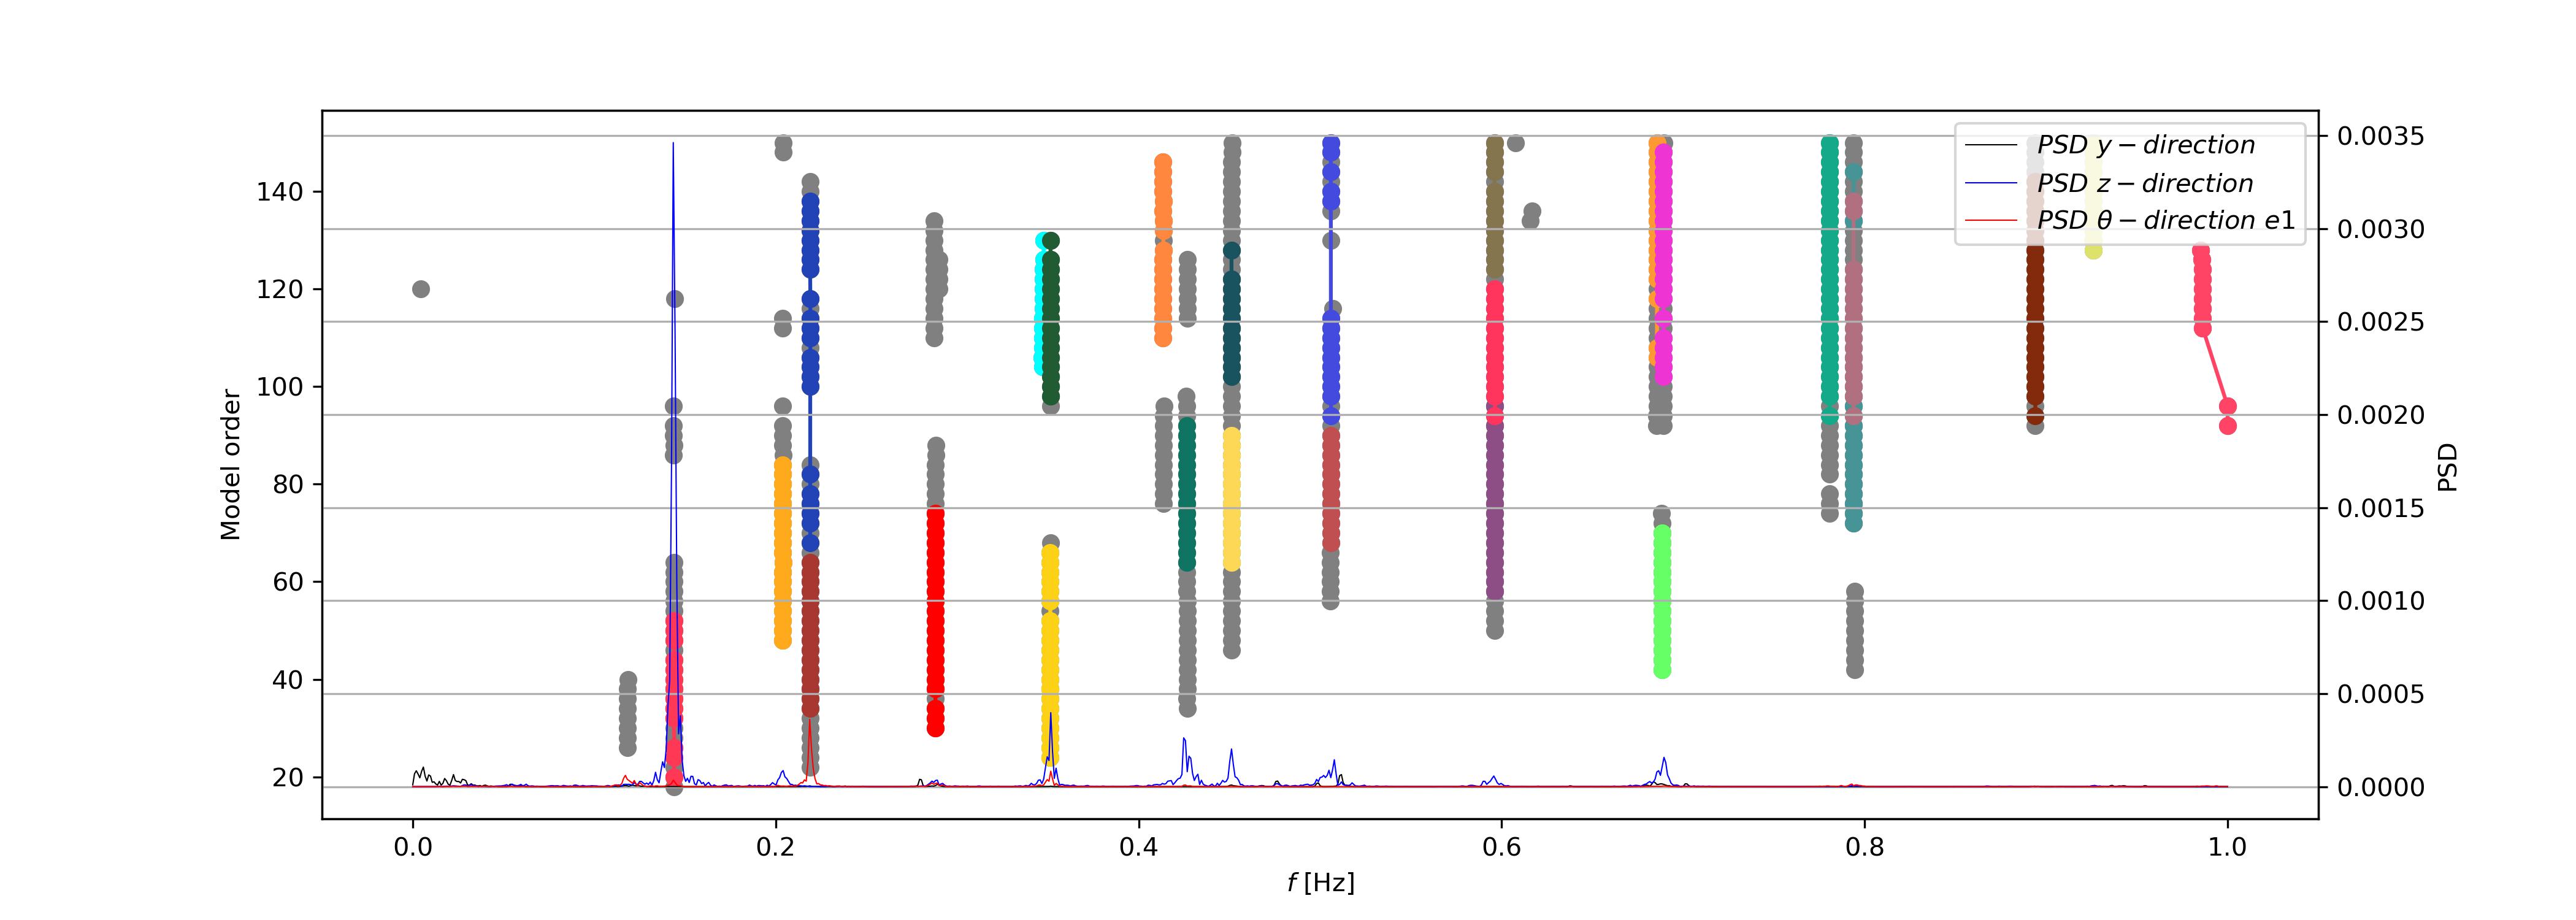 PSD y − direction
PSD z − direction
PSD θ − direction e1
140
120
100
80
60
40
20
Model order
0.0035
0.0030
0.0025
0.0020
0.0015
0.0010
0.0005
0.0000
PSD
0.0 0.2 0.4 0.6 0.8 1.0
f [Hz]